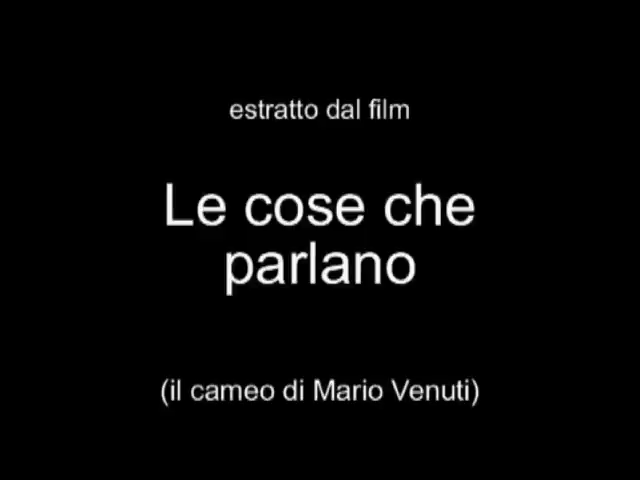 estratto dal film
Le cose che
parlano
(il cameo di Mario Venuti)